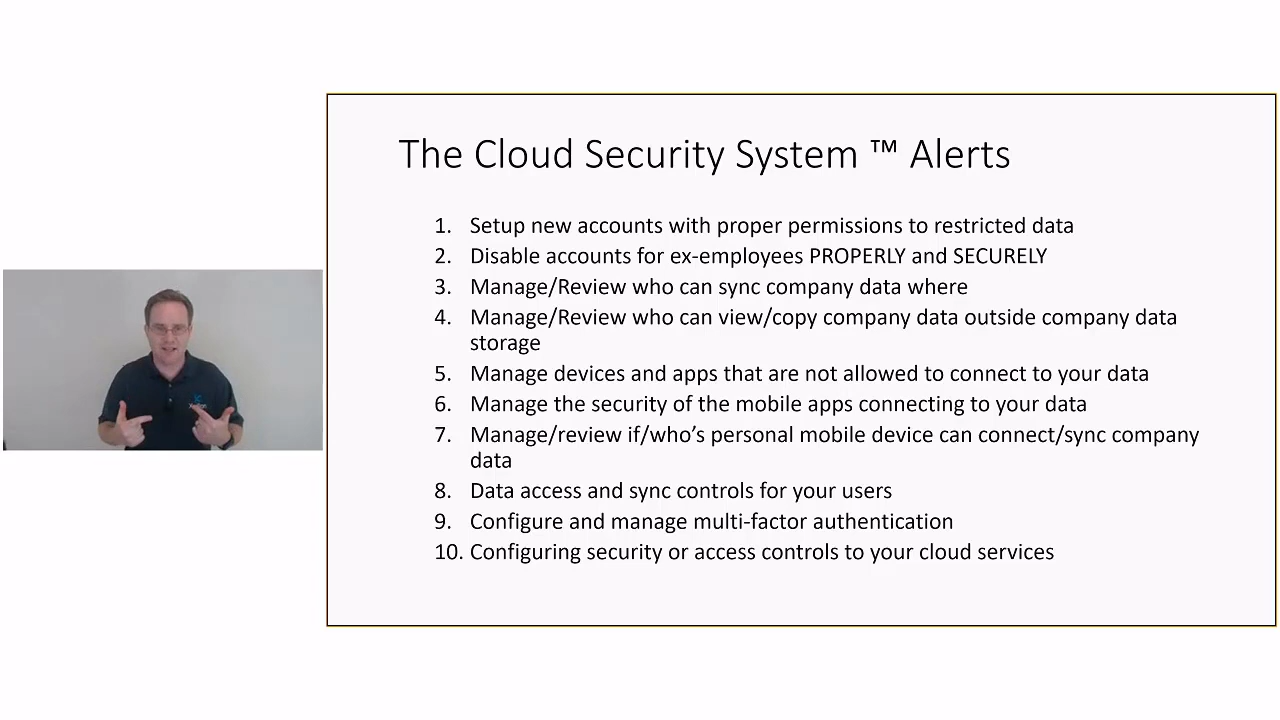 The Cloud Security System ™ Alerts
1. Setup new accounts with proper permissions to restricted data
2. Disable accounts for ex-employees PROPERLY and SECURELY
3. Manage/Review who can sync company data where
4. Manage/Review who can view/copy company data outside company data
storage
5. Manage devices and apps that are not allowed to connect to your data
6. Manage the security of the mobile apps connecting to your data
7. Manage/review if/who’s personal mobile device can connect/sync company
data
8. Data access and sync controls for your users
9. Configure and manage multi-factor authentication
10. Configuring security or access controls to your cloud services